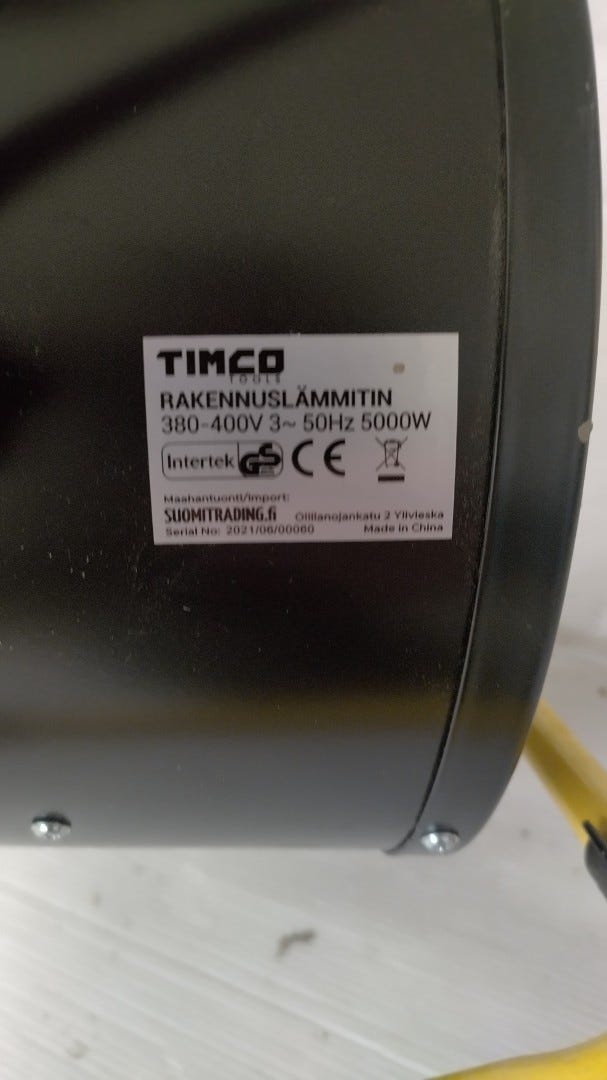 TIMCO
TOOLS
RAKENNUSLÄMMITIN
380-400V 3~ 50Hz 5000W
Intertek GS CE
Maahantuonti/Import:
SUOMITRADING.fi Ollilanojankatu 2 Ylivieska
Serial No: 2021/06/00060 Made in China